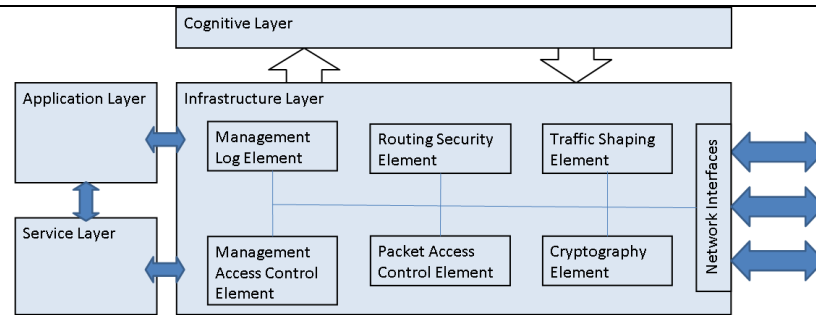 Cognitive Layer
Application Layer
Infrastructure Layer
Management
Log Element
Routing Security
Element
Traffic Shaping
Element
Network Interfaces
Service Layer
Management
Access Control
Element
Packet Access
Control Element
Cryptography
Element